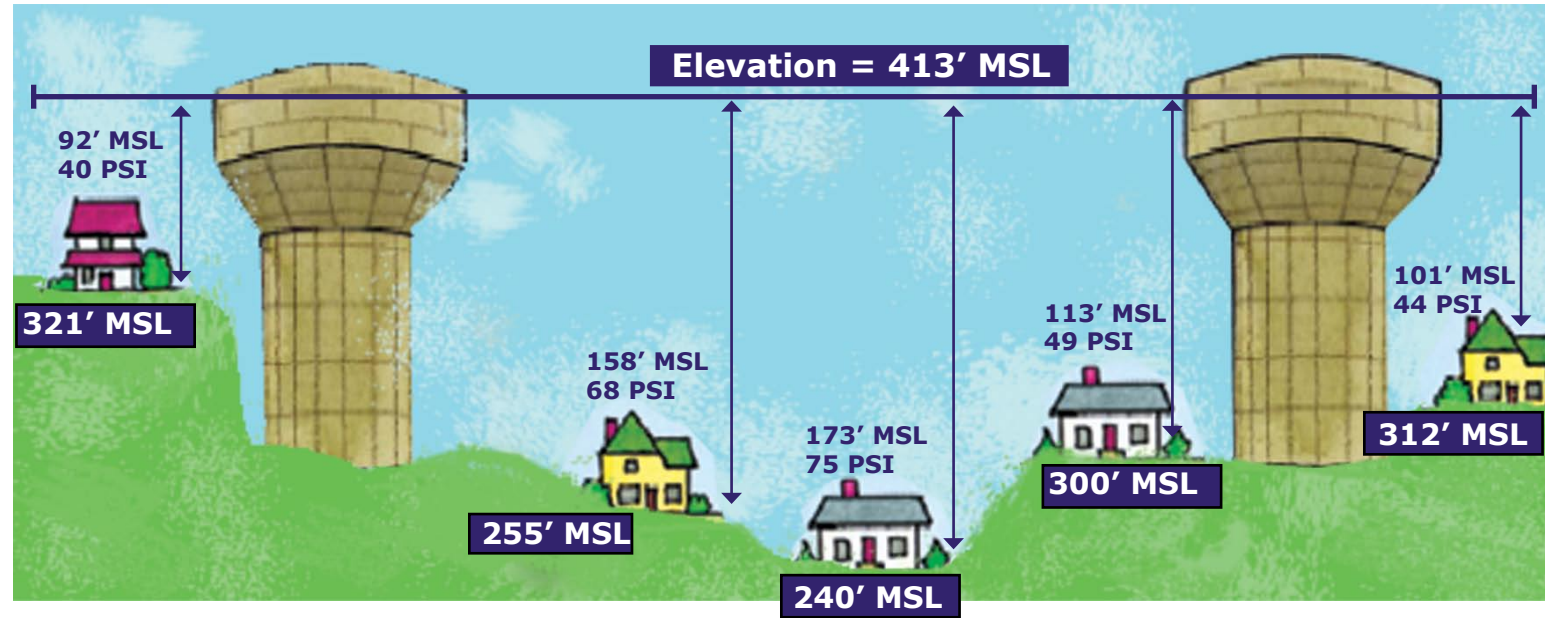 Elevation = 413’ MSL
92’ MSL
40 PSI
321’ MSL
158’ MSL
68 PSI
255’ MSL
173’ MSL
75 PSI
240’ MSL
113’ MSL
49 PSI
300’ MSL
101’ MSL
44 PSI
312’ MSL